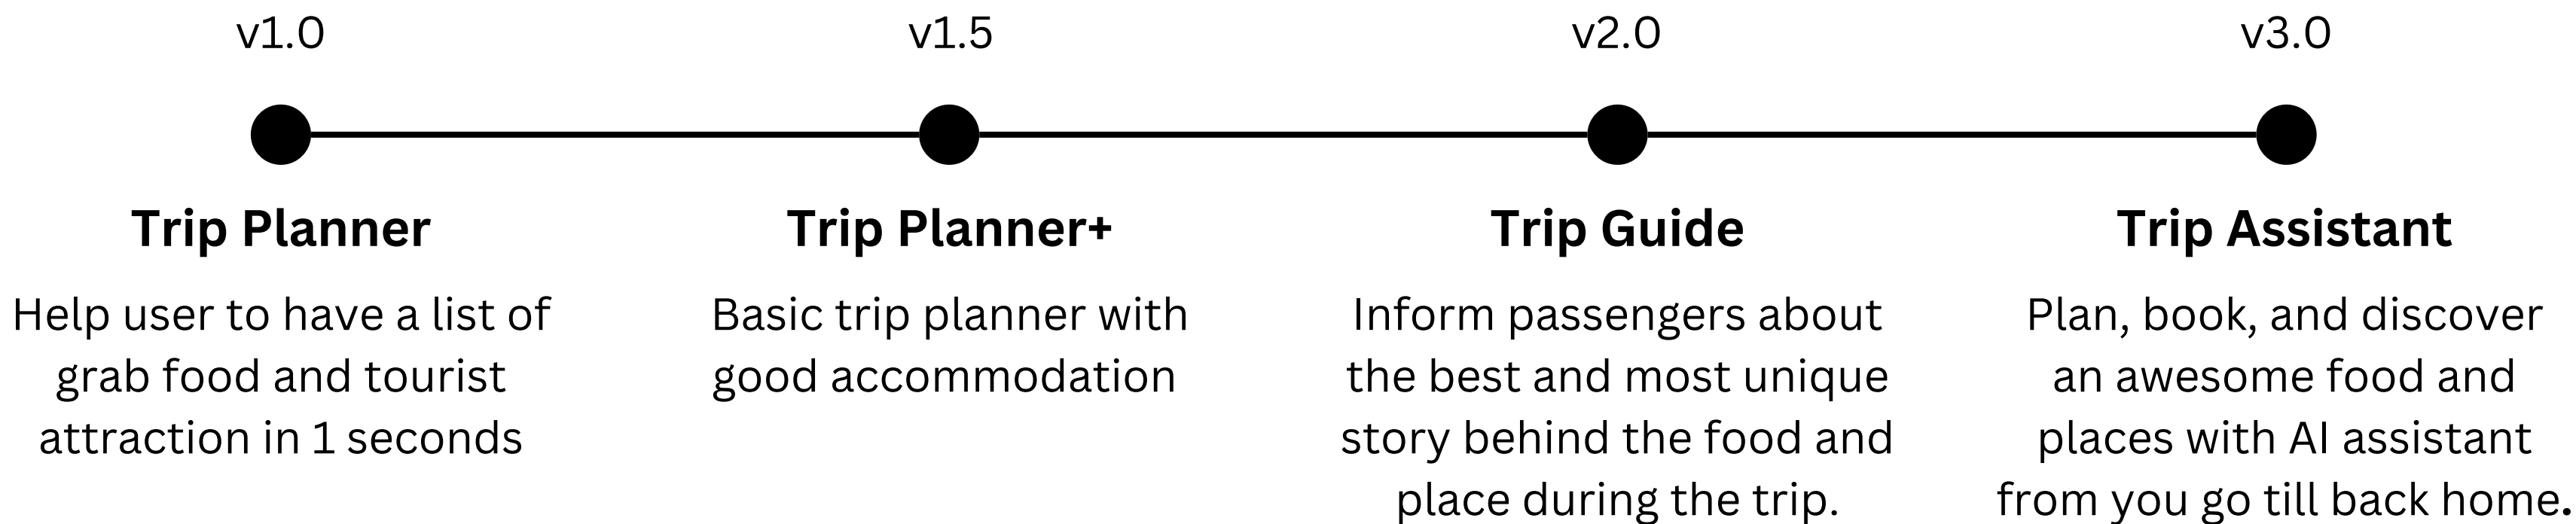 v1.0
v1.5
v2.0
v3.0
Trip Planner
Help user to have a list of
grab food and tourist
attraction in 1 seconds
Trip Planner+
Basic trip planner with
good accommodation
Trip Guide
Inform passengers about
the best and most unique
story behind the food and
place during the trip.
Trip Assistant
Plan, book, and discover
an awesome food and
places with AI assistant
from you go till back home.